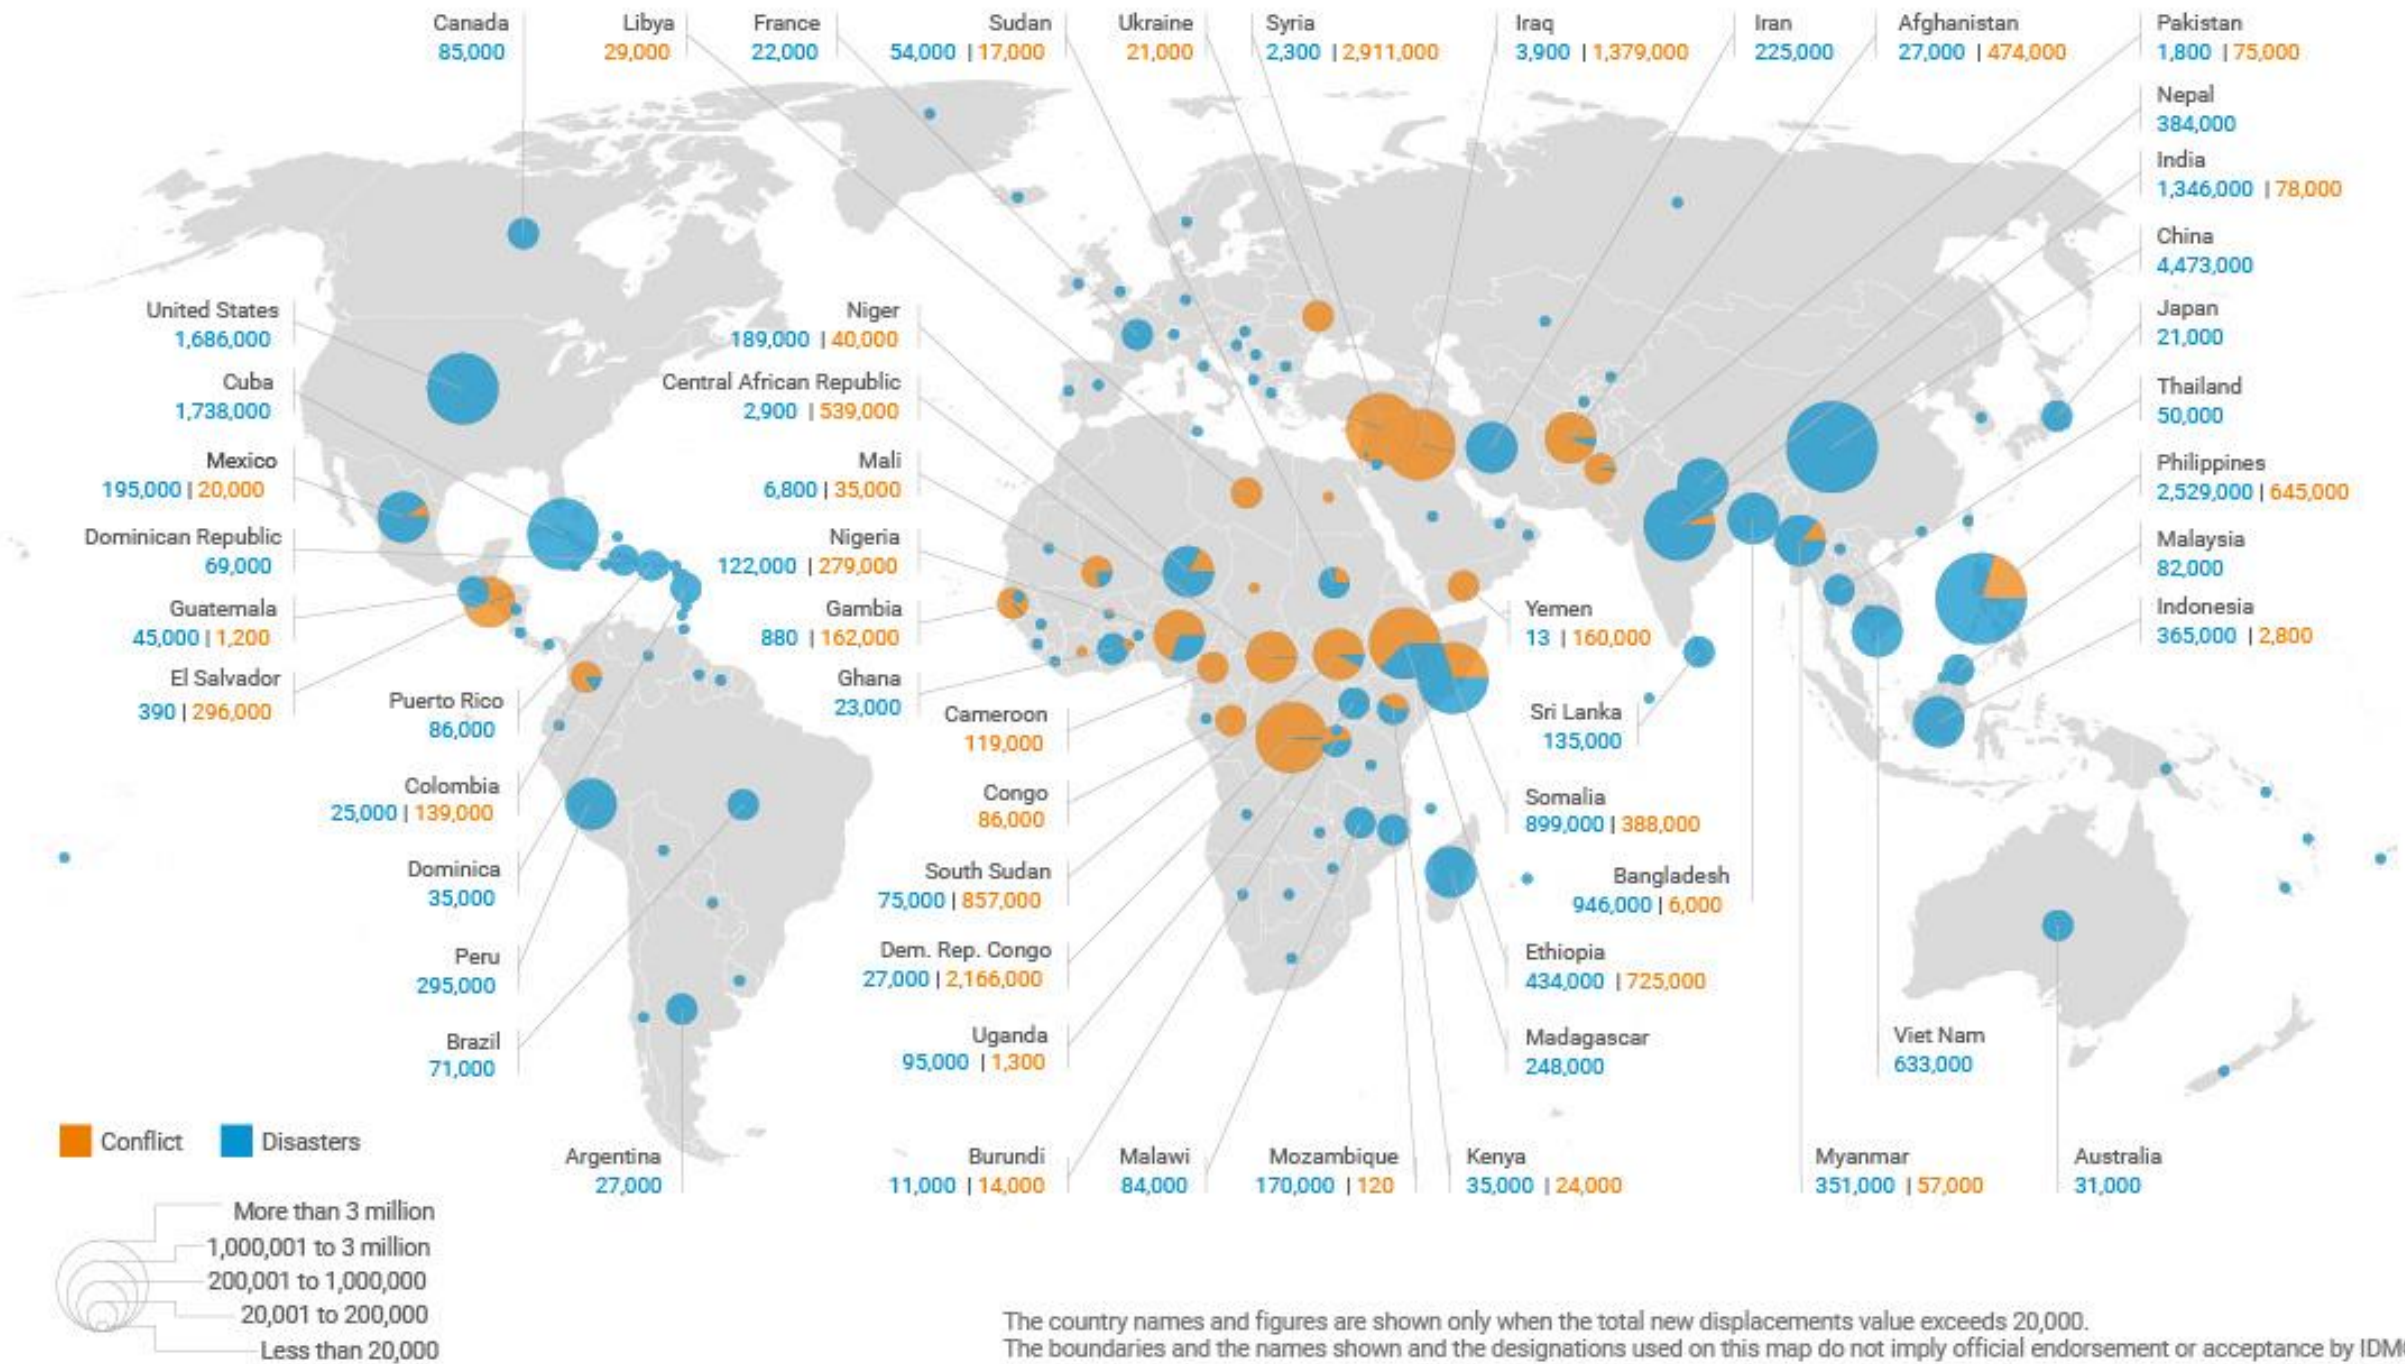 Canada
85,000
Libya
29,000
France
22,000
Sudan
54,000 | 17,000
Ukraine
21,000
Syria
2,300 | 2,911,000
Iraq
3,900 | 1,379,000
Iran
225,000
Afghanistan
27,000 | 474,000
Pakistan
1,800 | 75,000
Nepal
384,000
India
1,346,000 | 78,000
China
4,473,000
Japan
21,000
Thailand
50,000
Philippines
2,529,000 | 645,000
Malaysia
82,000
Indonesia
365,000 | 2,800
United States
1,686,000
Cuba
1,738,000
Mexico
195,000 | 20,000
Dominican Republic
69,000
Guatemala
45,000 | 1,200
El Salvador
390 | 296,000
Puerto Rico
86,000
Colombia
25,000 | 139,000
Dominica
35,000
Peru
295,000
Brazil
71,000
Argentina
27,000
Niger
189,000 | 40,000
Central African Republic
2,900 | 539,000
Mali
6,800 | 35,000
Nigeria
122,000 | 279,000
Gambia
880 | 162,000
Ghana
23,000
Cameroon
119,000
Congo
86,000
South Sudan
75,000 | 857,000
Dem. Rep. Congo
27,000 | 2,166,000
Uganda
95,000 | 1,300
Burundi
11,000 | 14,000
Malawi
84,000
Mozambique
170,000 | 120
Kenya
35,000 | 24,000
Yemen
13 | 160,000
Sri Lanka
135,000
Somalia
899,000 | 388,000
Bangladesh
946,000 | 6,000
Ethiopia
434,000 | 725,000
Madagascar
248,000
Viet Nam
633,000
Myanmar
351,000 | 57,000
Australia
31,000
Conflict
Disasters
More than 3 million
1,000,001 to 3 million
200,001 to 1,000,000
20,001 to 200,000
Less than 20,000
The country names and figures are shown only when the total new displacements value exceeds 20,000.
The boundaries and the names shown and the designations used on this map do not imply official endorsement or acceptance by